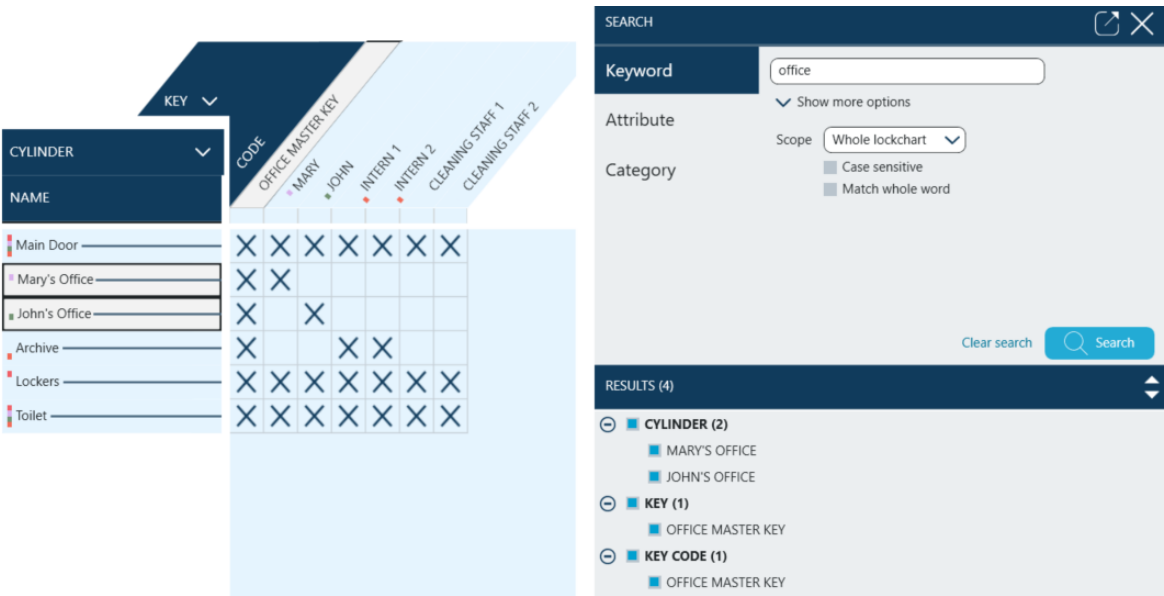 KEY
CODE
OFFICE MASTER KEY
MARY
JOHN
INTERN 1
INTERN 2
CLEANING STAFF 1
CLEANING STAFF 2
CYLINDER
NAME
Main Door
Mary's Office
John's Office
Archive
Lockers
Toilet
SEARCH
Keyword
office
Show more options
Attribute
Scope Whole lockchart
Category
Case sensitive
Match whole word
Clear search
Search
RESULTS (4)
CYLINDER (2)
MARY'S OFFICE
JOHN'S OFFICE
KEY (1)
OFFICE MASTER KEY
KEY CODE (1)
OFFICE MASTER KEY